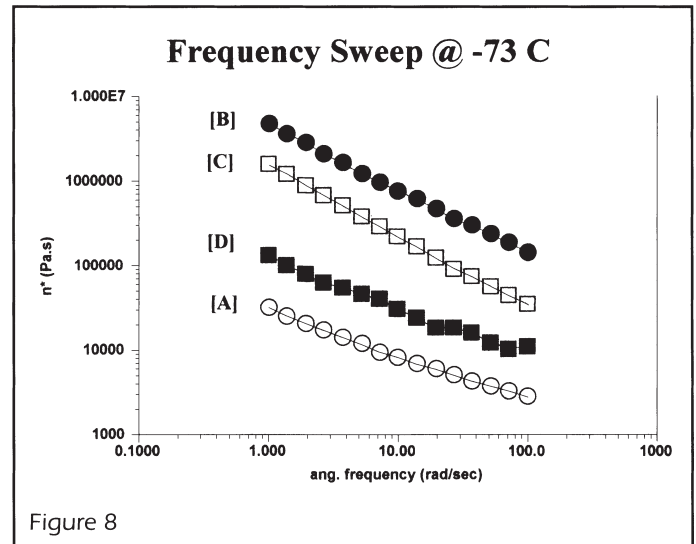 Frequency Sweep @ -73 C
1.000E7
[B]
1000000
[C]
[D]
100000
[A]
10000
1000
n* (Pa.s)
0.1000 1.000 10.00 100.0 1000
ang. frequency (rad/sec)
Figure 8